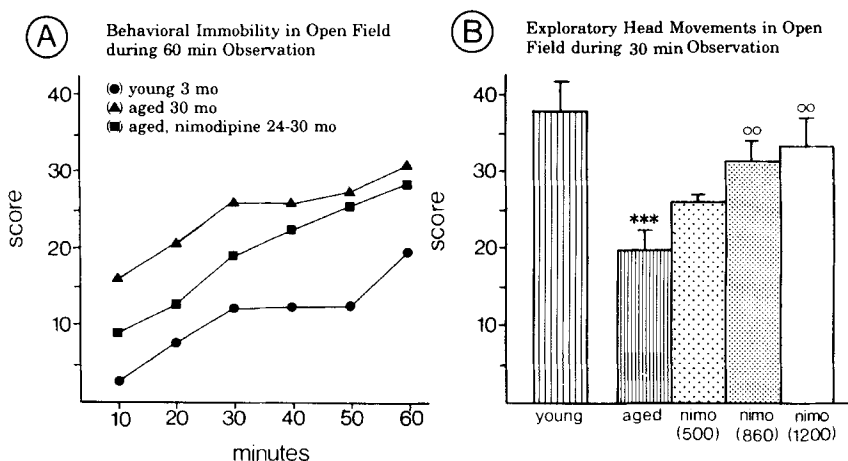 A
Behavioral Immobility in Open Field
during 60 min Observation
40
30
20
10
score
● young 3 mo
▲ aged 30 mo
■ aged, nimodipine 24-30 mo
10 20 30 40 50 60
minutes
B
Exploratory Head Movements in Open
Field during 30 min Observation
40
30
20
10
score
***
oo
oo
young aged nimo nimo nimo
(500) (860) (1200)